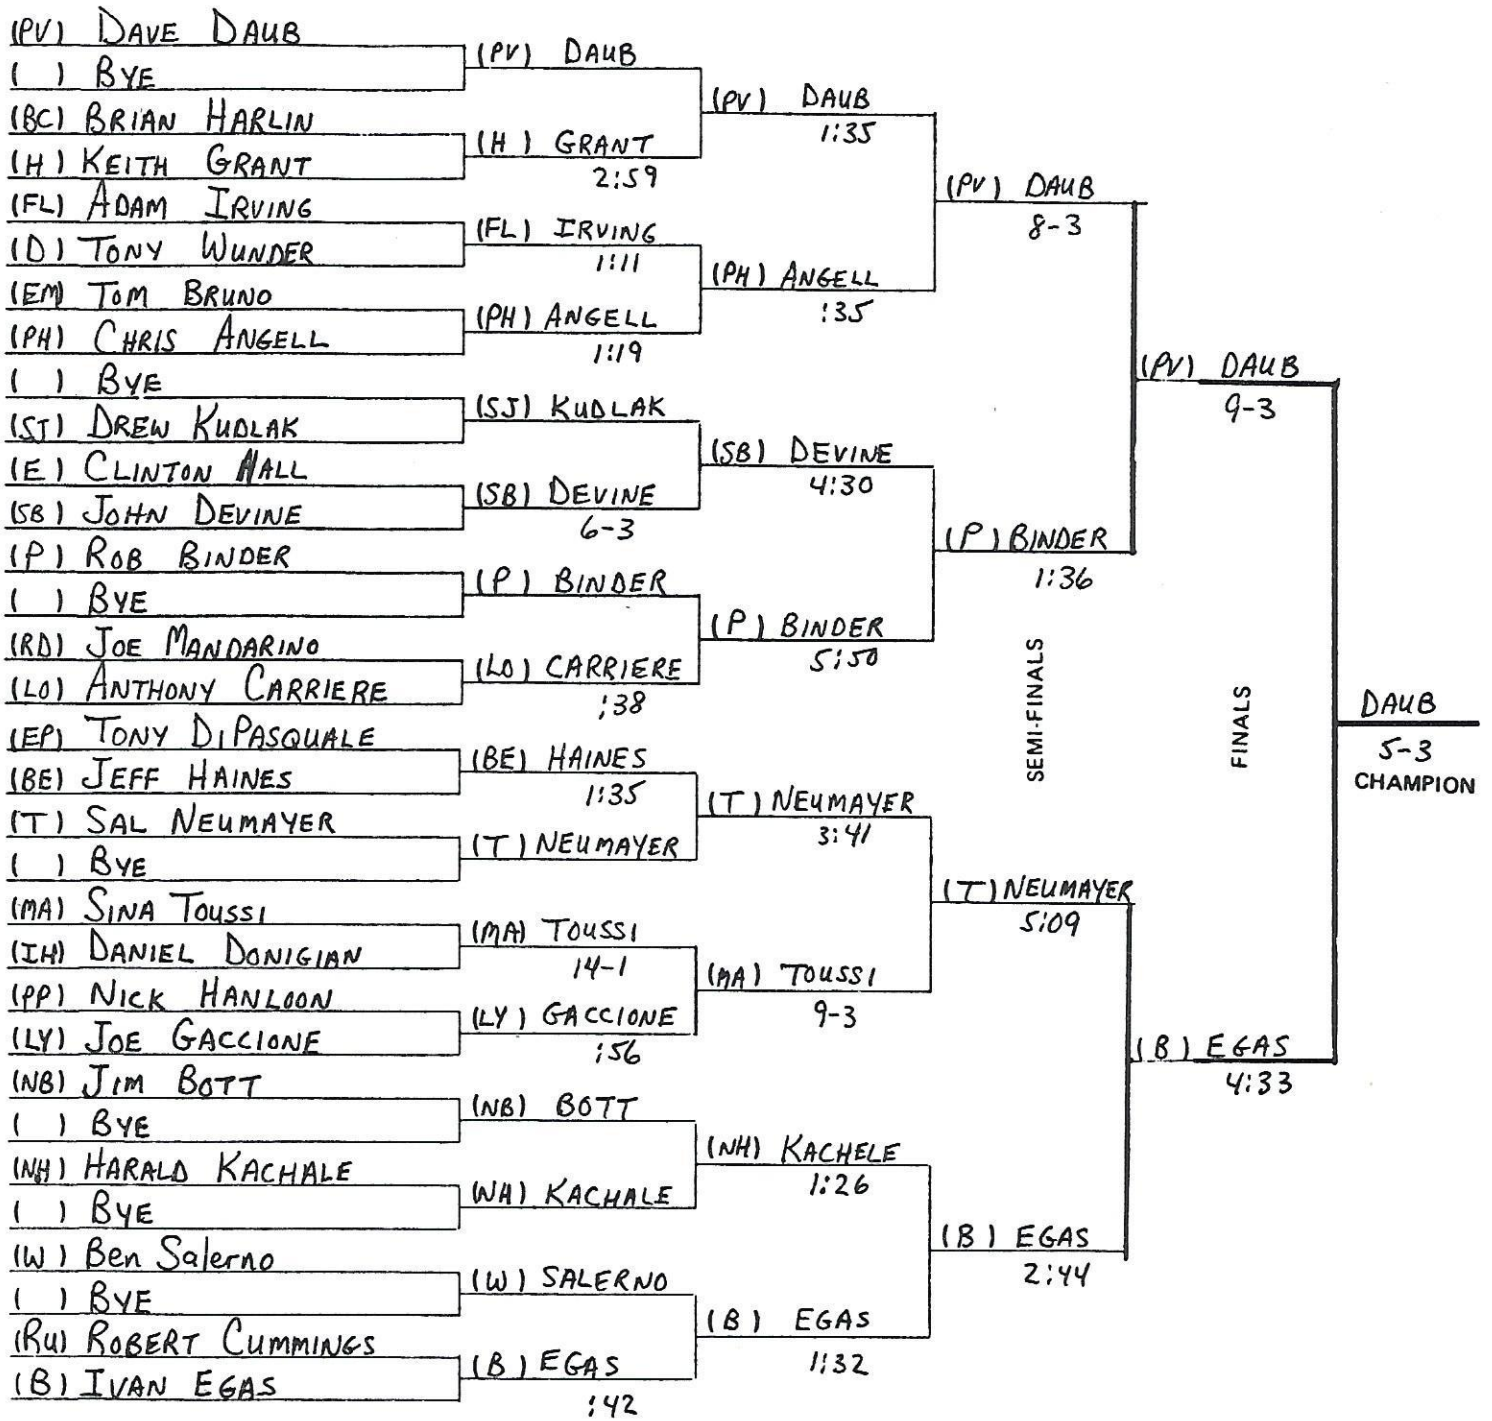 (PV) DAVE DAUB
( ) BYE
(BC) BRIAN HARLIN
(H) KEITH GRANT
(FL) ADAM IRVING
(D) TONY WUNDER
(EM) TOM BRUNO
(PH) CHRIS ANGELL
( ) BYE
(SJ) DREW KUDLAK
(E) CLINTON HALL
(SB) JOHN DEVINE
(P) ROB BINDER
( ) BYE
(RD) JOE MANDARINO
(LO) ANTHONY CARRIERE
(EP) TONY DIPASQUALE
(BE) JEFF HAINES
(T) SAL NEUMAYER
( ) BYE
(MA) SINA TOUSSI
(IH) DANIEL DONIGIAN
(PP) NICK HANLOON
(LY) JOE GACCIONE
(NB) JIM BOTT
( ) BYE
(NH) HARALD KACHALE
( ) BYE
(W) Ben Salerno
( ) BYE
(RU) ROBERT CUMMINGS
(B) IVAN EGAS
(PV) DAUB
(H) GRANT
2:59
(FL) IRVING
1:11
(PH) ANGELL
1:19
(SJ) KUDLAK
(SB) DEVINE
6-3
(P) BINDER
(LO) CARRIERE
:38
(BE) HAINES
1:35
(T) NEUMAYER
(MA) TOUSSI
14-1
(LY) GACCIONE
:56
(NB) BOTT
(WH) KACHALE
(W) SALERNO
(B) EGAS
:42
(PV) DAUB
1:35
(PH) ANGELL
:35
(SB) DEVINE
4:30
(P) BINDER
5:50
(T) NEUMAYER
3:41
(MA) TOUSSI
9-3
(NH) KACHELE
1:26
(B) EGAS
1:32
(PV) DAUB
8-3
(P) BINDER
1:36
(T) NEUMAYER
5:09
(B) EGAS
2:44
SEMI-FINALS
(PV) DAUB
9-3
(B) EGAS
4:33
FINALS
DAUB
5-3
CHAMPION